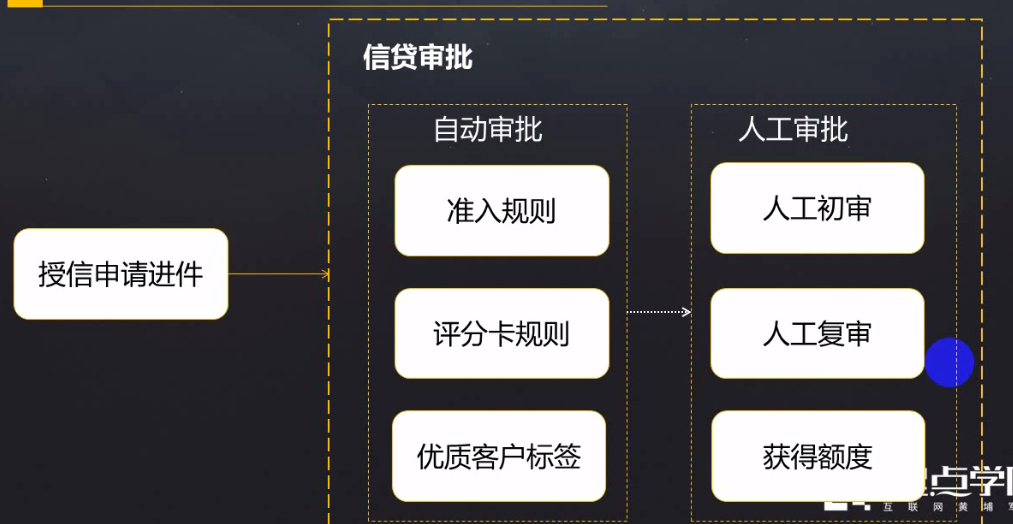 信贷审批
自动审批
人工审批
授信申请进件
准入规则
评分卡规则
优质客户标签
人工初审
人工复审
获得额度
点学
互联网黄埔